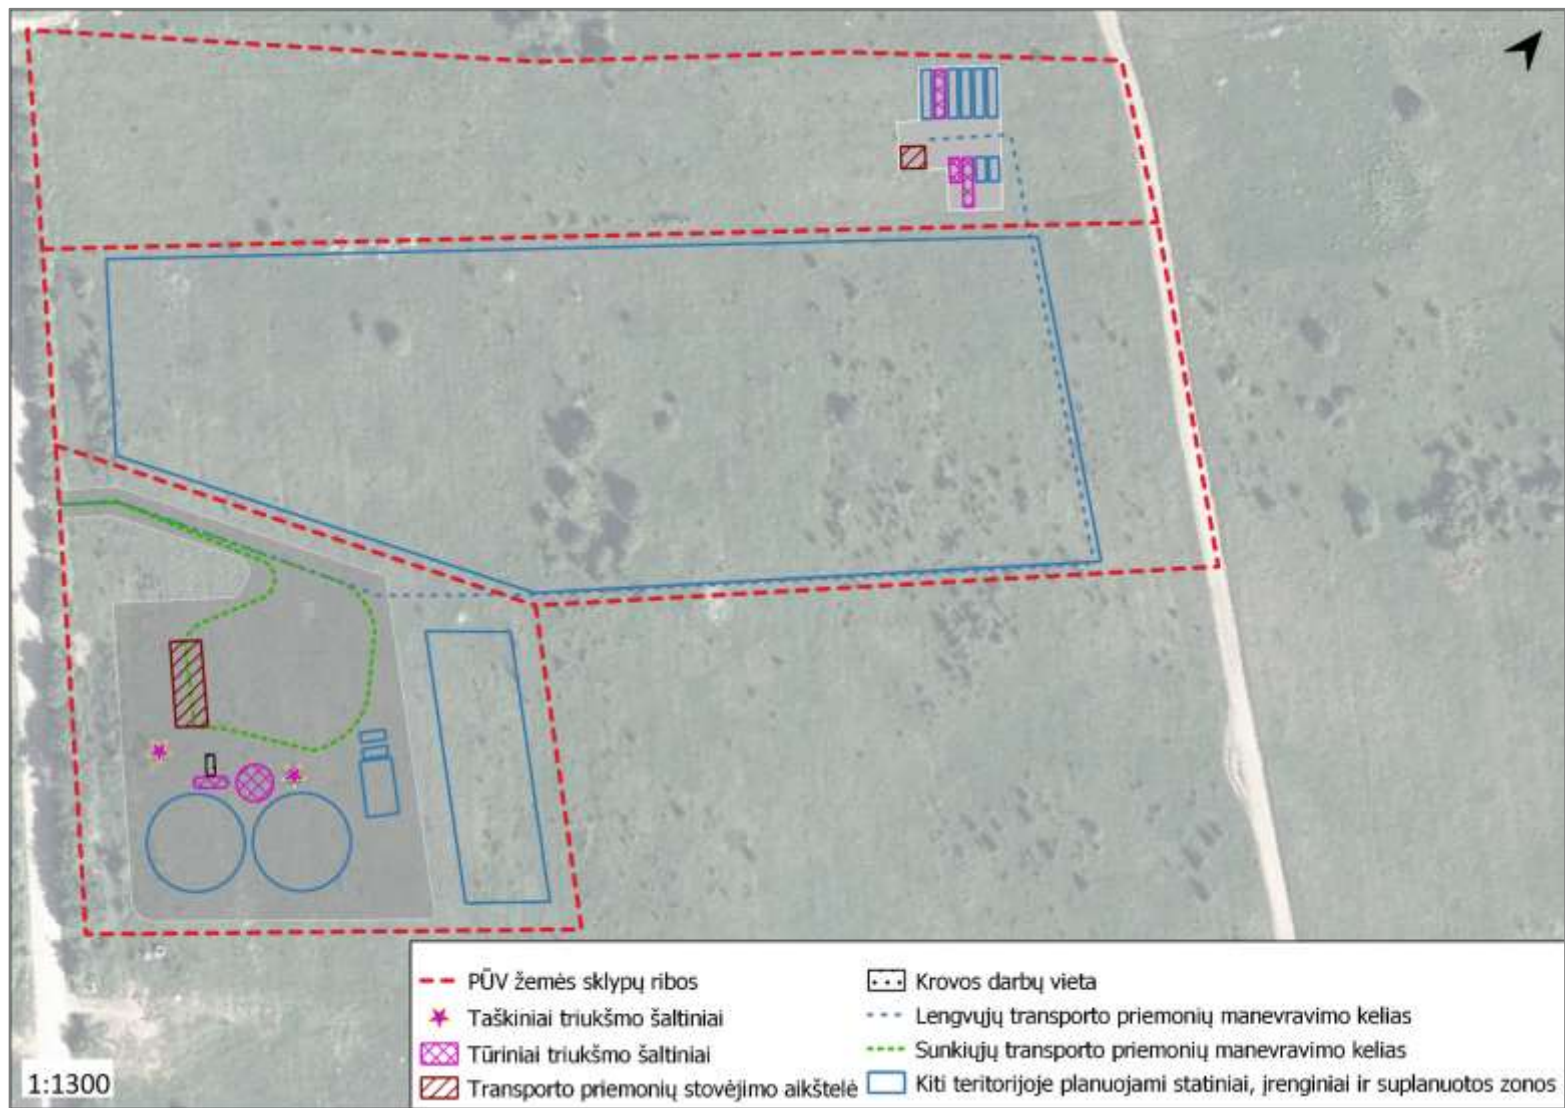 PŪV žemės sklypų ribos
Taškiniai triukšmo šaltiniai
Tūriniai triukšmo šaltiniai
Transporto priemonių stovėjimo aikštelė
Krovos darbų vieta
Lengvųjų transporto priemonių manevravimo kelias
Sunkiųjų transporto priemonių manevravimo kelias
Kiti teritorijoje planuojami statiniai, įrenginiai ir suplanuotos zonos
1:1300